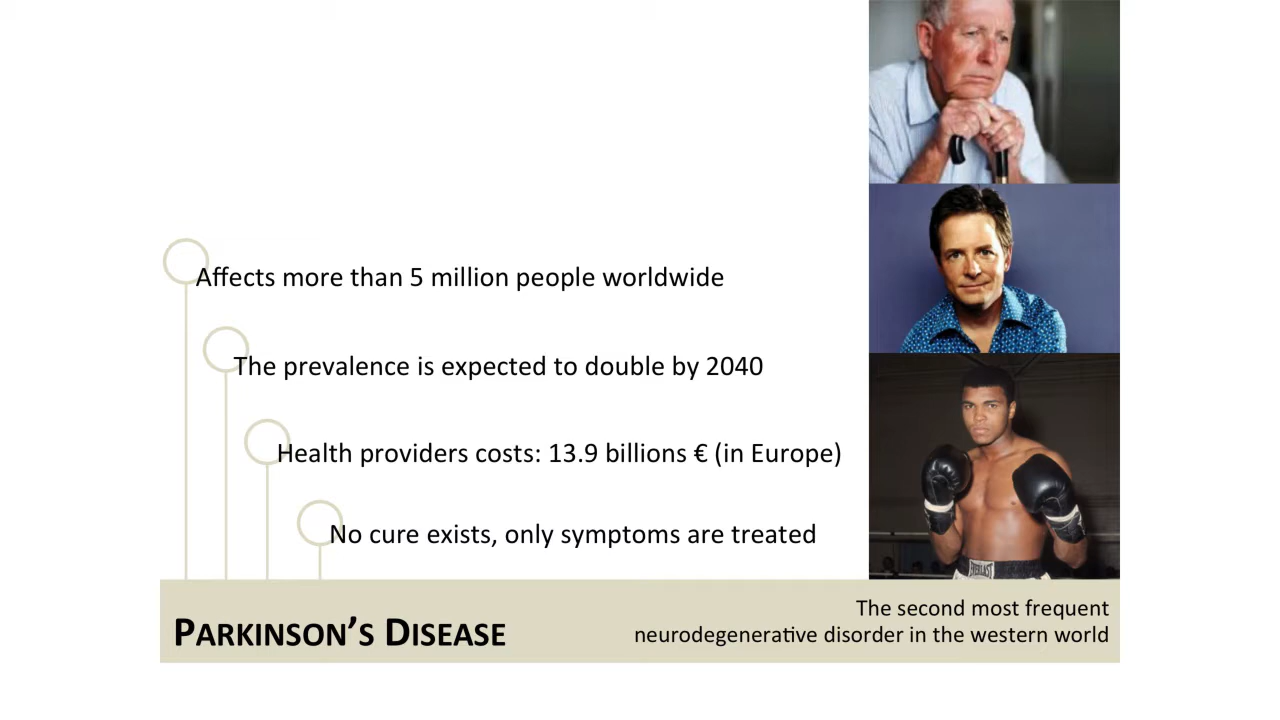 Affects more than 5 million people worldwide
The prevalence is expected to double by 2040
Health providers costs: 13.9 billions € (in Europe)
No cure exists, only symptoms are treated
EVERLAST
PARKINSON'S DISEASE
The second most frequent
neurodegenerative disorder in the western world